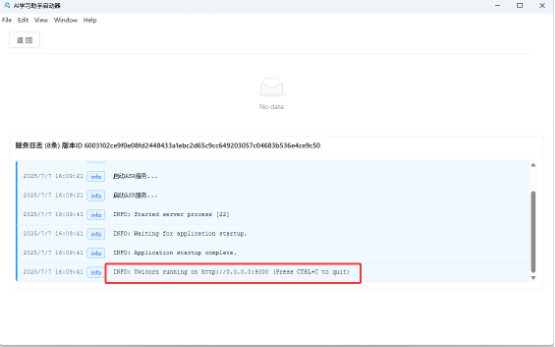 AI学习助手启动器
File Edit View Window Help
返 回
No data
服务日志 (8条) 版本ID 6003102ce9f0e08fd2448433a1ebc2d65c9cc649203057c04683b536e4ce9c50
2025/7/7 16:09:21 info 启动ASR服务...
2025/7/7 16:09:21 info 启动ASR服务...
2025/7/7 16:09:41 info INFO: Started server process [22]
2025/7/7 16:09:41 info INFO: Waiting for application startup.
2025/7/7 16:09:41 info INFO: Application startup complete.
2025/7/7 16:09:41 info INFO: Uvicorn running on http://0.0.0.0:9000 (Press CTRL+C to quit)